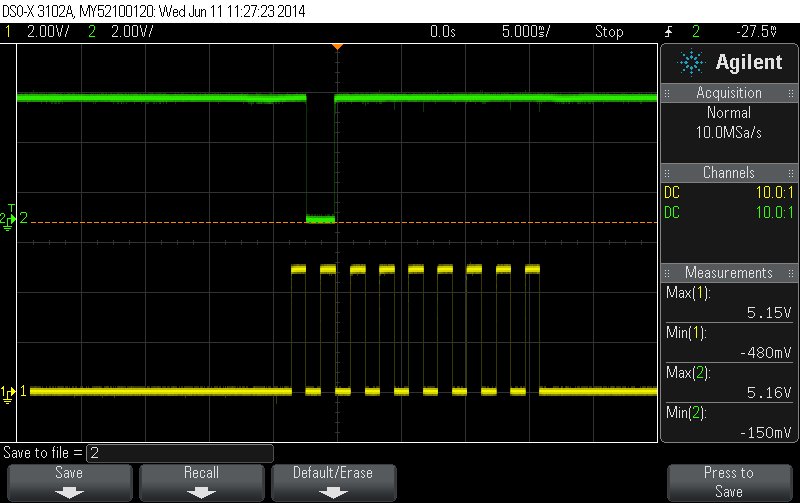 DSO-X 3102A, MY52100120: Wed Jun 11 11:27:23 2014
1 2.00V/ 2 2.00V/ 0.0s 5.000ms/ Stop 2 -27.5V
Agilent
Acquisition
Normal
10.0MSa/s
Channels
DC 10.0:1
DC 10.0:1
T
2 2
Measurements
Max(1):
5.15V
Min(1):
-480mV
Max(2):
5.16V
1 1
Min(2):
-150mV
Save to file = 2
Save Recall Default/Erase Press to
Save